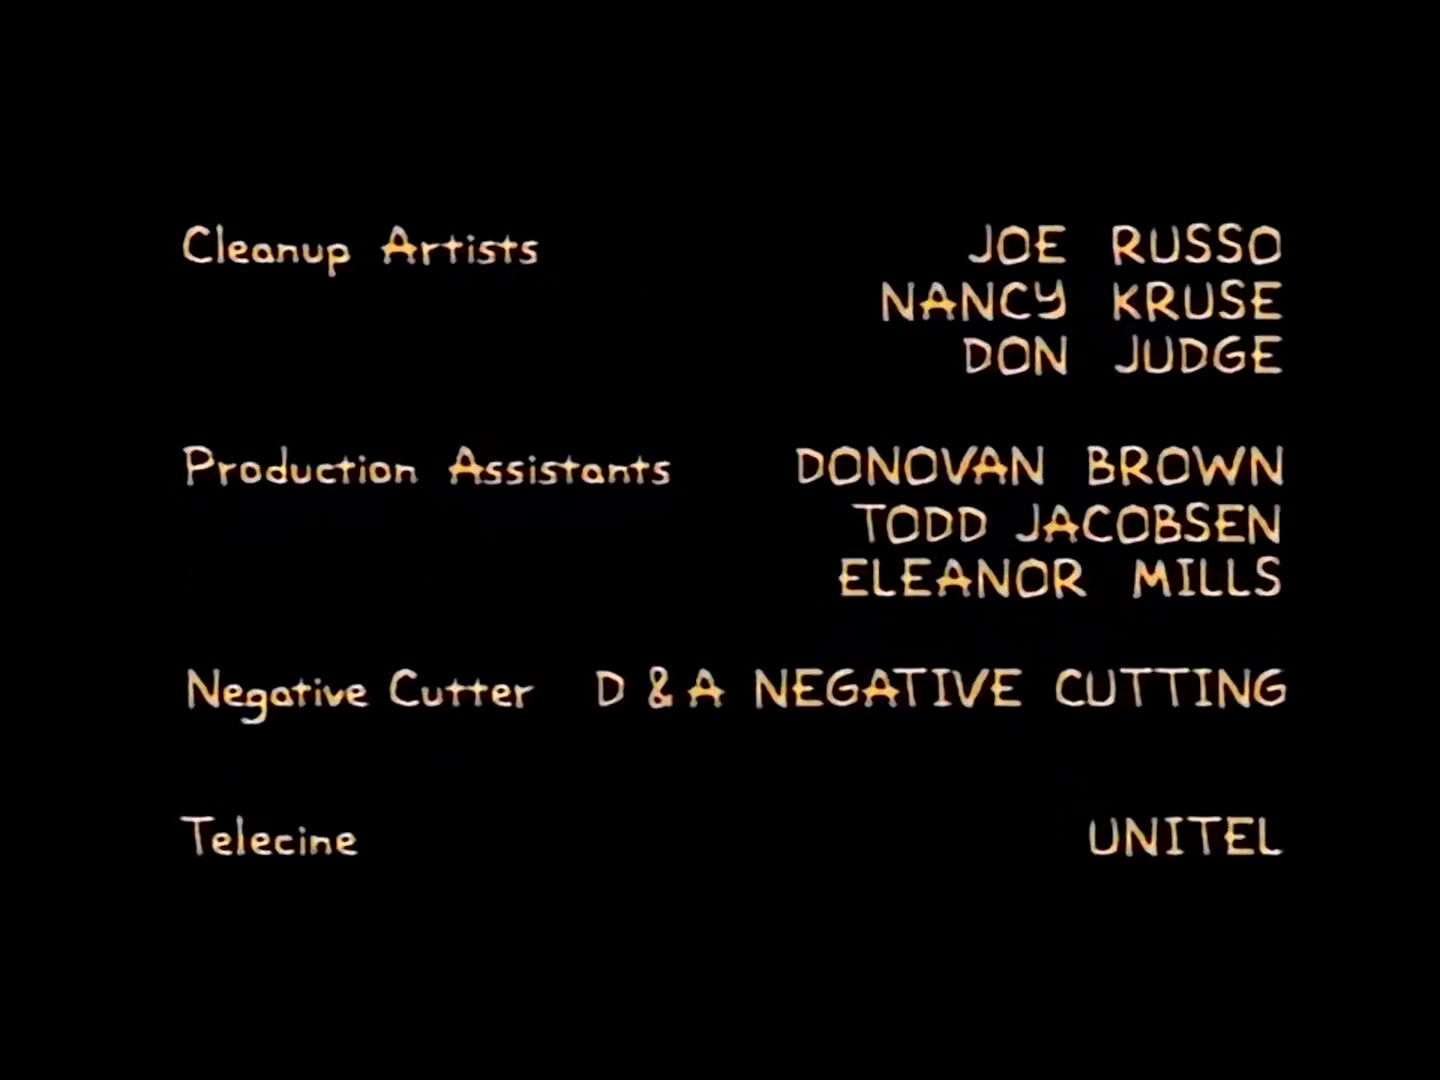 Cleanup Artists JOE RUSSO
NANCY KRUSE
DON JUDGE
Production Assistants DONOVAN BROWN
TODD JACOBSEN
ELEANOR MILLS
Negative Cutter D & A NEGATIVE CUTTING
Telecine UNITEL